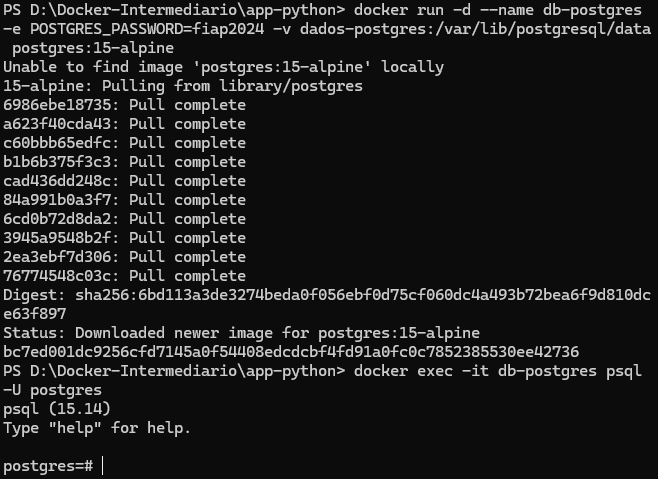 PS D:\Docker-Intermediario\app-python> docker run -d --name db-postgres
-e POSTGRES_PASSWORD=fiap2024 -v dados-postgres:/var/lib/postgresql/data
 postgres:15-alpine
Unable to find image 'postgres:15-alpine' locally
15-alpine: Pulling from library/postgres
6986ebe18735: Pull complete
a623f40cda43: Pull complete
c60bbb65edfc: Pull complete
b1b6b375f3c3: Pull complete
cad436dd248c: Pull complete
84a991b0a3f7: Pull complete
6cd0b72d8da2: Pull complete
3945a9548b2f: Pull complete
2ea3ebf7d306: Pull complete
76774548c03c: Pull complete
Digest: sha256:6bd113a3de3274beda0f056ebf0d75cf060dc4a493b72bea6f9d810dc
e63f897
Status: Downloaded newer image for postgres:15-alpine
bc7ed001dc9256cfd7145a0f54408edcdcbf4fd91a0fc0c7852385530ee42736
PS D:\Docker-Intermediario\app-python> docker exec -it db-postgres psql
-U postgres
psql (15.14)
Type "help" for help.
postgres=#